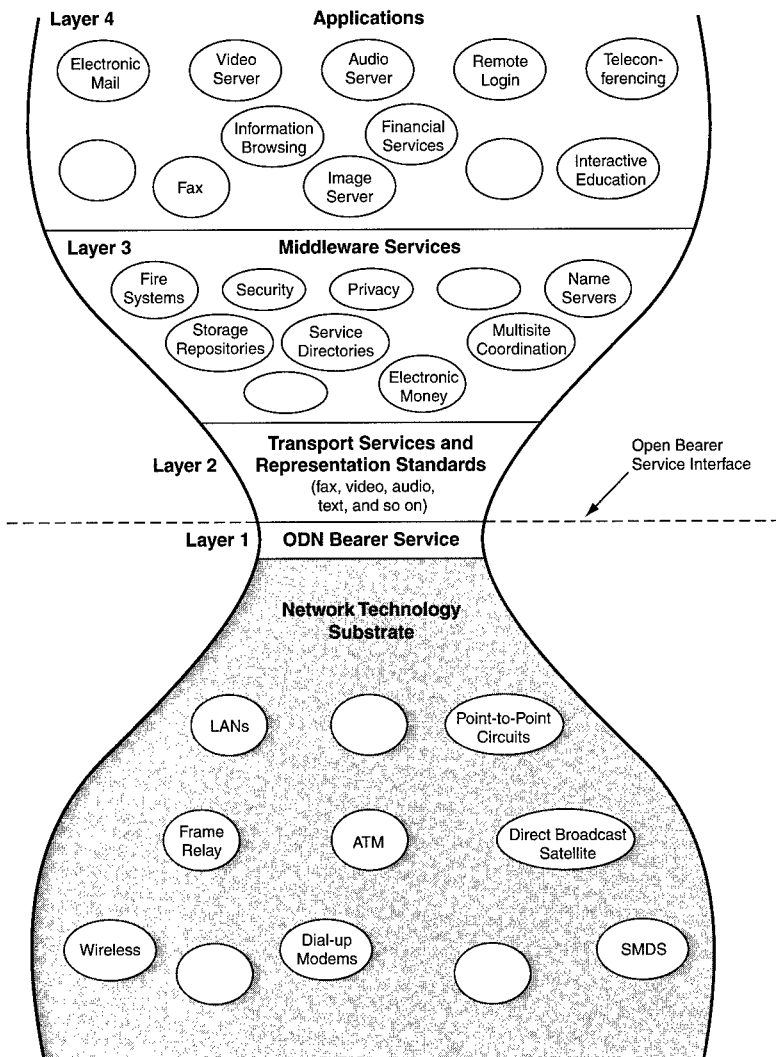 Layer 4
Applications
Electronic
Mail
Video
Server
Audio
Server
Remote
Login
Telecon-
ferencing
Information
Browsing
Financial
Services
Fax
Image
Server
Interactive
Education
Layer 3
Middleware Services
Fire
Systems
Security
Privacy
Name
Servers
Storage
Repositories
Service
Directories
Multisite
Coordination
Electronic
Money
Layer 2
Transport Services and
Representation Standards
(fax, video, audio,
text, and so on)
Open Bearer
Service Interface
Layer 1
ODN Bearer Service
Network Technology
Substrate
LANs
Point-to-Point
Circuits
Frame
Relay
ATM
Direct Broadcast
Satellite
Wireless
Dial-up
Modems
SMDS